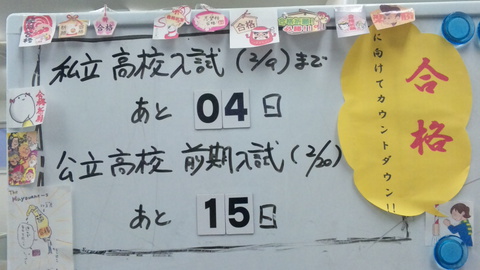 私立高校入試(2/9)まで
あと 04 日
公立高校 前期入試(2/20)
あと 15 日
合格
に向けてカウントダウン!!
合格
合格